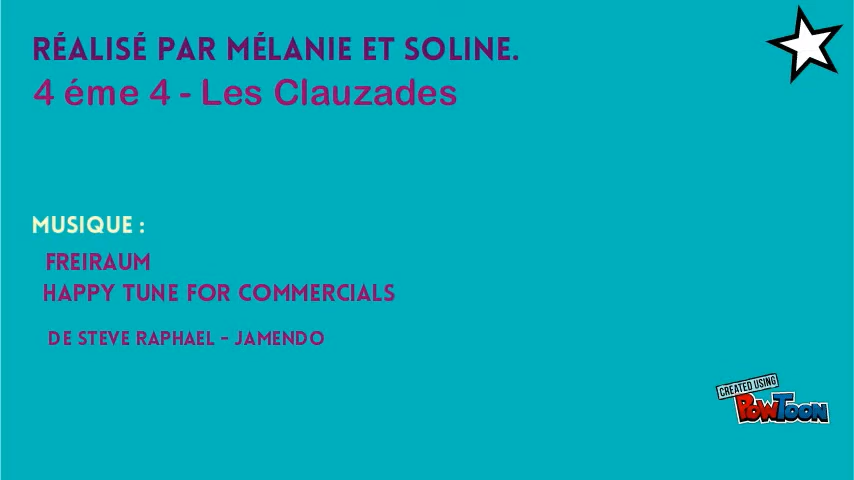 RÉALISÉ PAR MÉLANIE ET SOLINE.
4 éme 4 - Les Clauzades
MUSIQUE :
FREIRAUM
HAPPY TUNE FOR COMMERCIALS
DE STEVE RAPHAEL - JAMENDO
CREATED USING
POWTOON